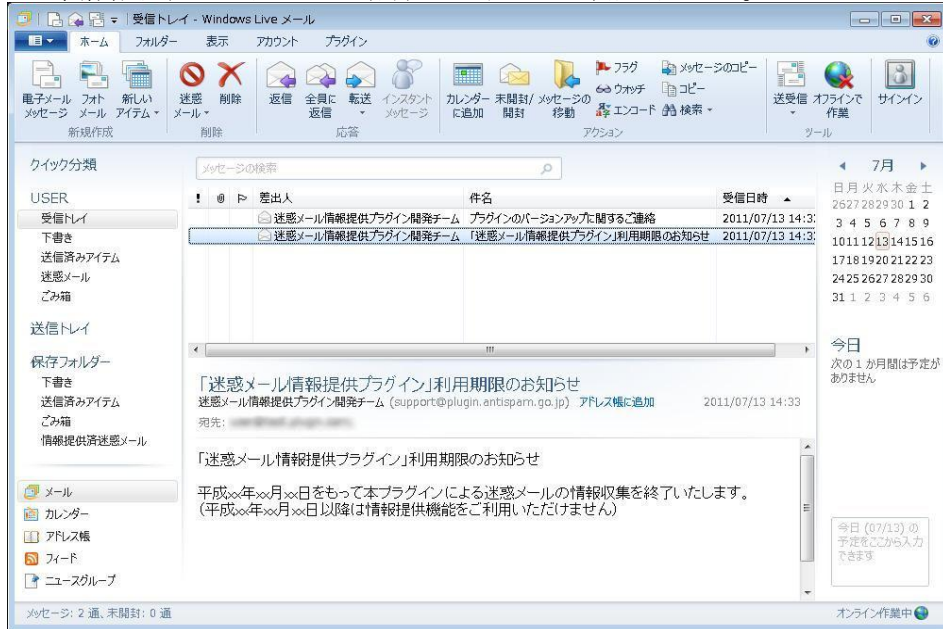 受信トレイ - Windows Live メール
ホーム フォルダー 表示 アカウント プラグイン
電子メール メッセージ フォト メール 新しい アイテム 迷惑 メール 削除 返信 全員に 返信 転送 インスタント メッセージ カレンダー に追加 未開封/ 開封 メッセージの 移動 フラグ ウォッチ エンコード メッセージのコピー コピー 検索 送受信 オフラインで 作業 サインイン
新規作成 削除 応答 アクション ツール
クイック分類
USER
受信トレイ
下書き
送信済みアイテム
迷惑メール
ごみ箱
送信トレイ
保存フォルダー
下書き
送信済みアイテム
ごみ箱
情報提供済迷惑メール
メール
カレンダー
アドレス帳
フィード
ニュースグループ
メッセージの検索
! 差出人 件名 受信日時
迷惑メール情報提供プラグイン開発チーム プラグインのバージョンアップに関するご連絡 2011/07/13 14:3
迷惑メール情報提供プラグイン開発チーム 「迷惑メール情報提供プラグイン」利用期限のお知らせ 2011/07/13 14:3
「迷惑メール情報提供プラグイン」利用期限のお知らせ
迷惑メール情報提供プラグイン開発チーム (support@plugin.antispam.go.jp) アドレス帳に追加 2011/07/13 14:33
宛先:
「迷惑メール情報提供プラグイン」利用期限のお知らせ
平成××年××月××日をもって本プラグインによる迷惑メールの情報収集を終了いたします。
(平成××年××月××日以降は情報提供機能をご利用いただけません)
7月
日 月 火 水 木 金 土
26 27 28 29 30 1 2
3 4 5 6 7 8 9
10 11 12 13 14 15 16
17 18 19 20 21 22 23
24 25 26 27 28 29 30
31 1 2 3 4 5 6
今日
次の 1 か月間は予定が
ありません
今日 (07/13) の
予定をここから入力
できます
メッセージ: 2 通、未開封: 0 通
オンライン作業中